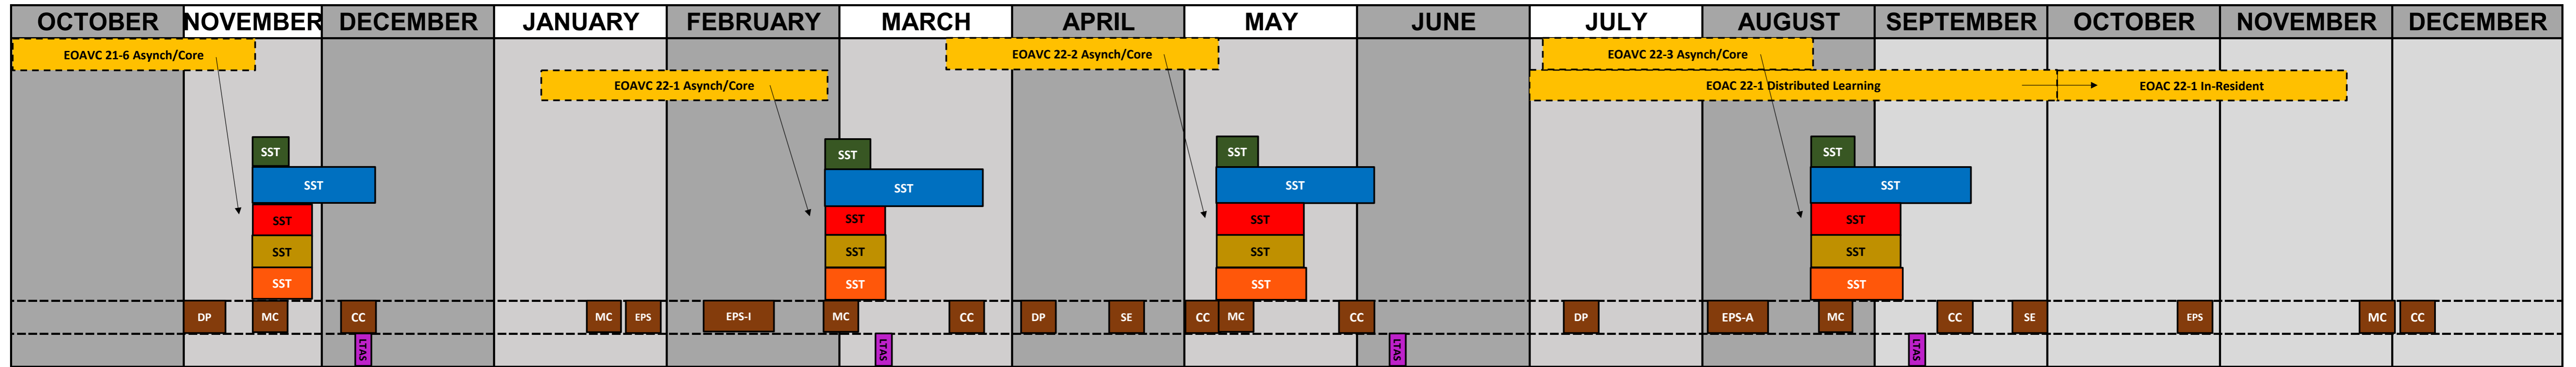 OCTOBER NOVEMBER DECEMBER JANUARY FEBRUARY MARCH APRIL MAY JUNE JULY AUGUST SEPTEMBER OCTOBER NOVEMBER DECEMBER
EOAVC 21-6 Asynch/Core EOAVC 22-2 Asynch/Core EOAVC 22-3 Asynch/Core
EOAVC 22-1 Asynch/Core EOAC 22-1 Distributed Learning EOAC 22-1 In-Resident
SST SST SST SST
SST SST SST SST
SST SST SST SST
SST SST SST SST
SST SST SST SST
DP MC CC MC EPS EPS-I MC CC DP SE CC MC CC DP EPS-A MC CC SE EPS MC CC
LTAS LTAS LTAS LTAS